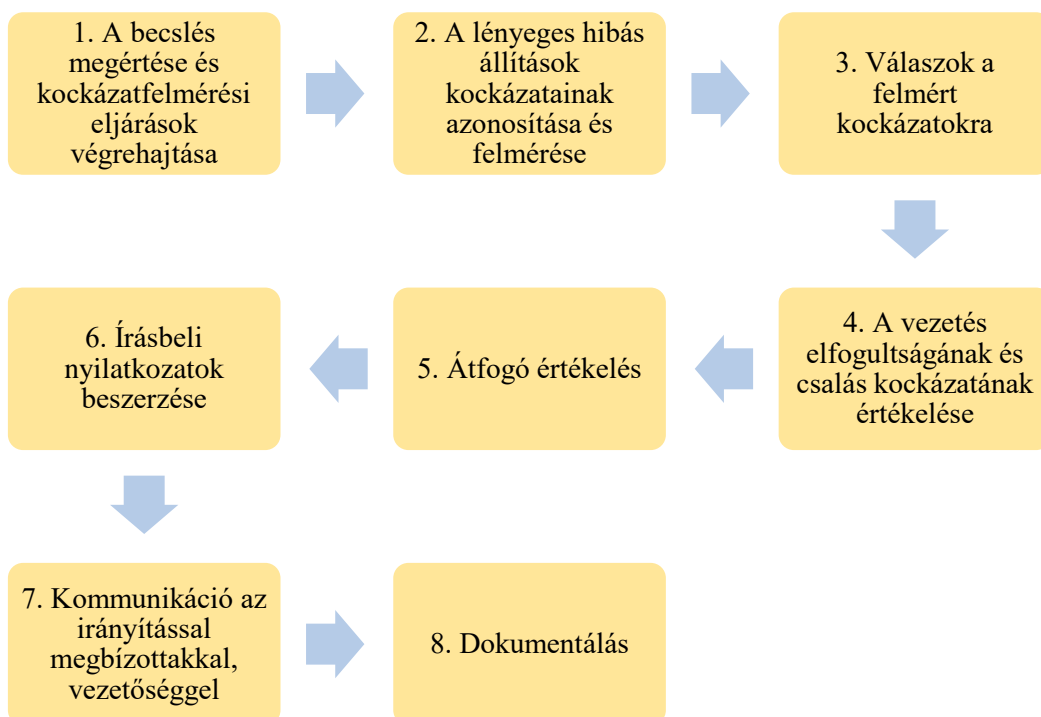 1. A becslés
megértése és
kockázatfelmérési
eljárások
végrehajtása
2. A lényeges hibás
állítások
kockázatainak
azonosítása és
felmérése
3. Válaszok a
felmért
kockázatokra
4. A vezetés
elfogultságának és
csalás kockázatának
értékelése
5. Átfogó értékelés
6. Írásbeli
nyilatkozatok
beszerzése
7. Kommunikáció az
irányítással
megbízottakkal,
vezetőséggel
8. Dokumentálás